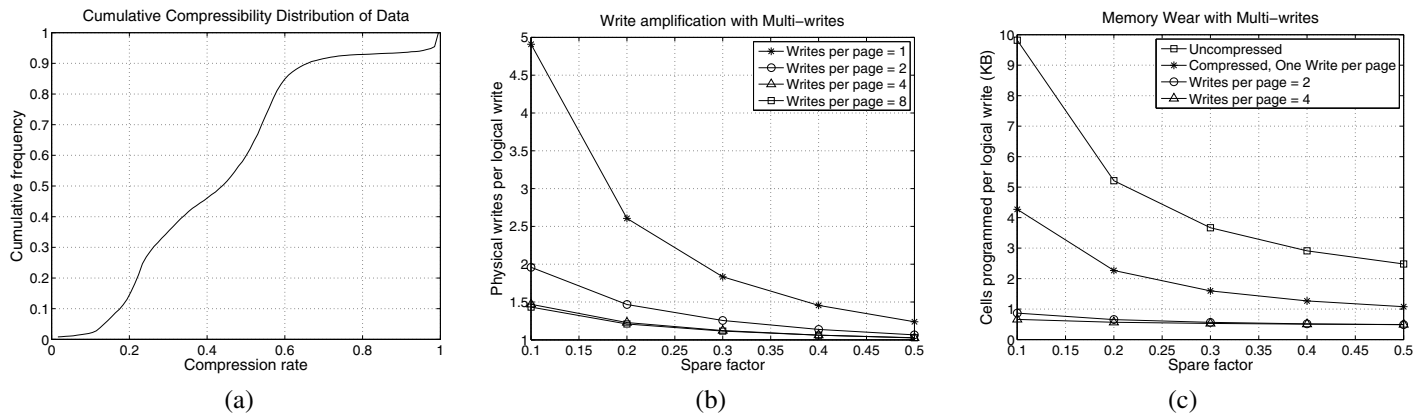 Cumulative Compressibility Distribution of Data
1
0.9
0.8
0.7
0.6
0.5
0.4
0.3
0.2
0.1
0
0 0.2 0.4 0.6 0.8 1
Cumulative frequency
Compression rate
(a)
Write amplification with Multi−writes
5
4.5
4
3.5
3
2.5
2
1.5
1
0.1 0.15 0.2 0.25 0.3 0.35 0.4 0.45 0.5
Physical writes per logical write
Spare factor
Writes per page = 1
Writes per page = 2
Writes per page = 4
Writes per page = 8
(b)
Memory Wear with Multi−writes
10
9
8
7
6
5
4
3
2
1
0
0.1 0.15 0.2 0.25 0.3 0.35 0.4 0.45 0.5
Cells programmed per logical write (KB)
Spare factor
Uncompressed
Compressed, One Write per page
Writes per page = 2
Writes per page = 4
(c)